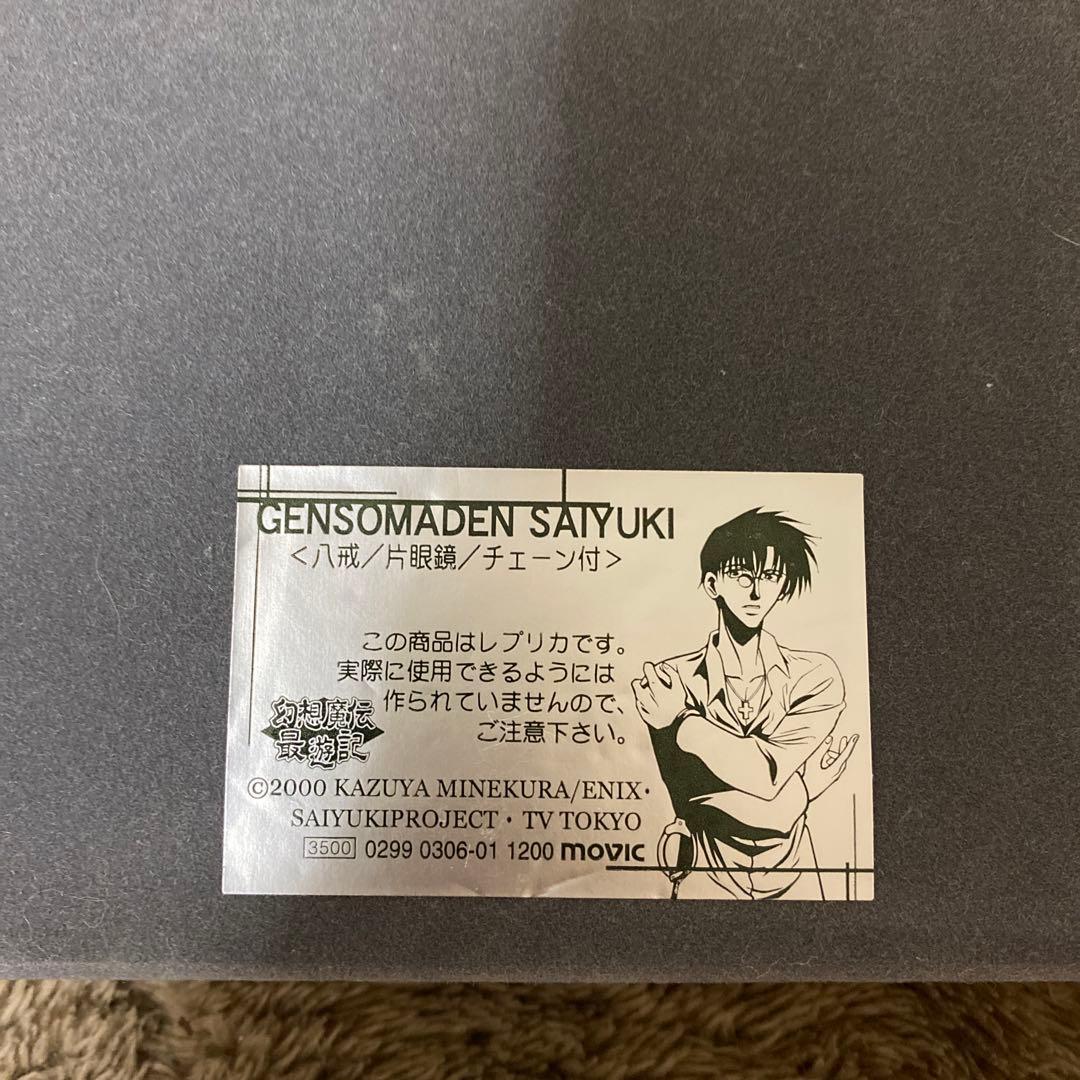 GENSOMADEN SAIYUKI
＜八戒／片眼鏡／チェーン付＞
この商品はレプリカです。
実際に使用できるようには
作られていませんので、
ご注意下さい。
幻想魔伝
最遊記
©2000 KAZUYA MINEKURA/ENIX・
SAIYUKIPROJECT・TV TOKYO
3500 0299 0306-01 1200 movic